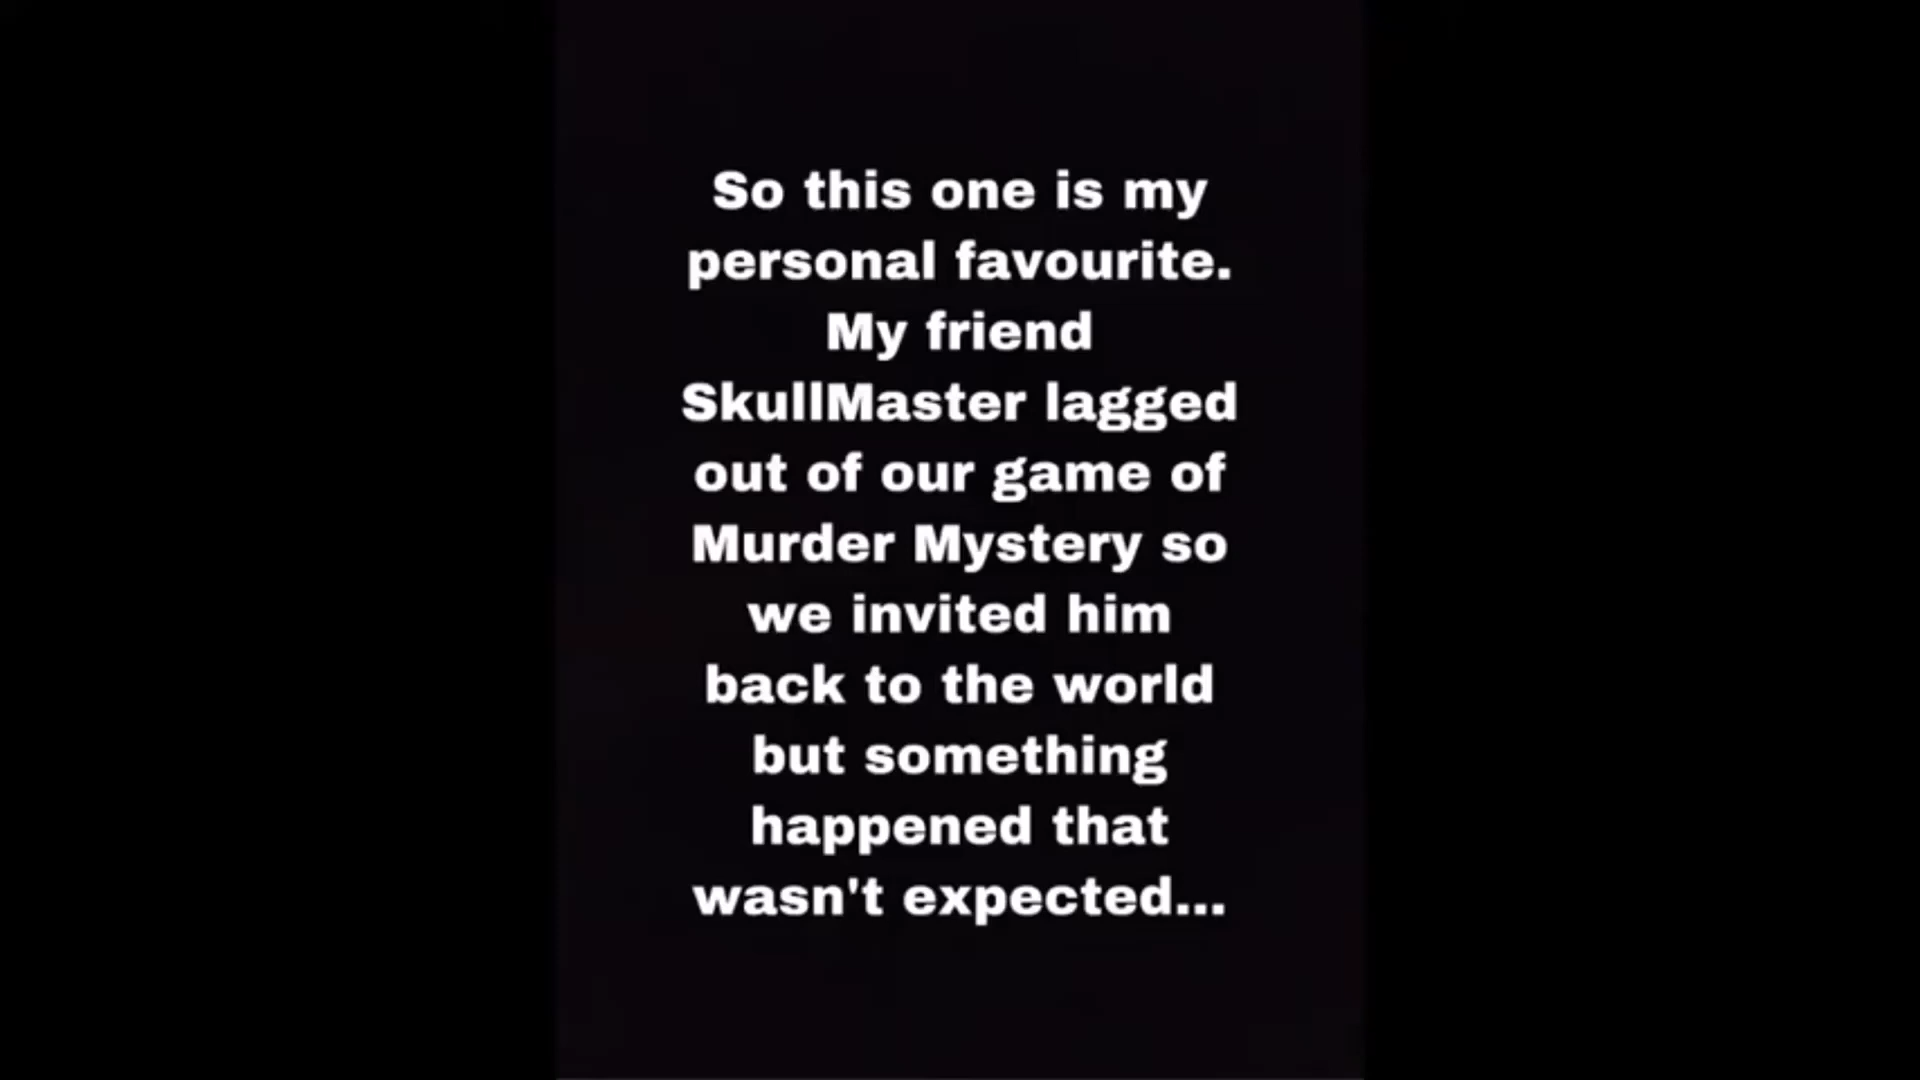 So this one is my
personal favourite.
My friend
SkullMaster lagged
out of our game of
Murder Mystery so
we invited him
back to the world
but something
happened that
wasn't expected...